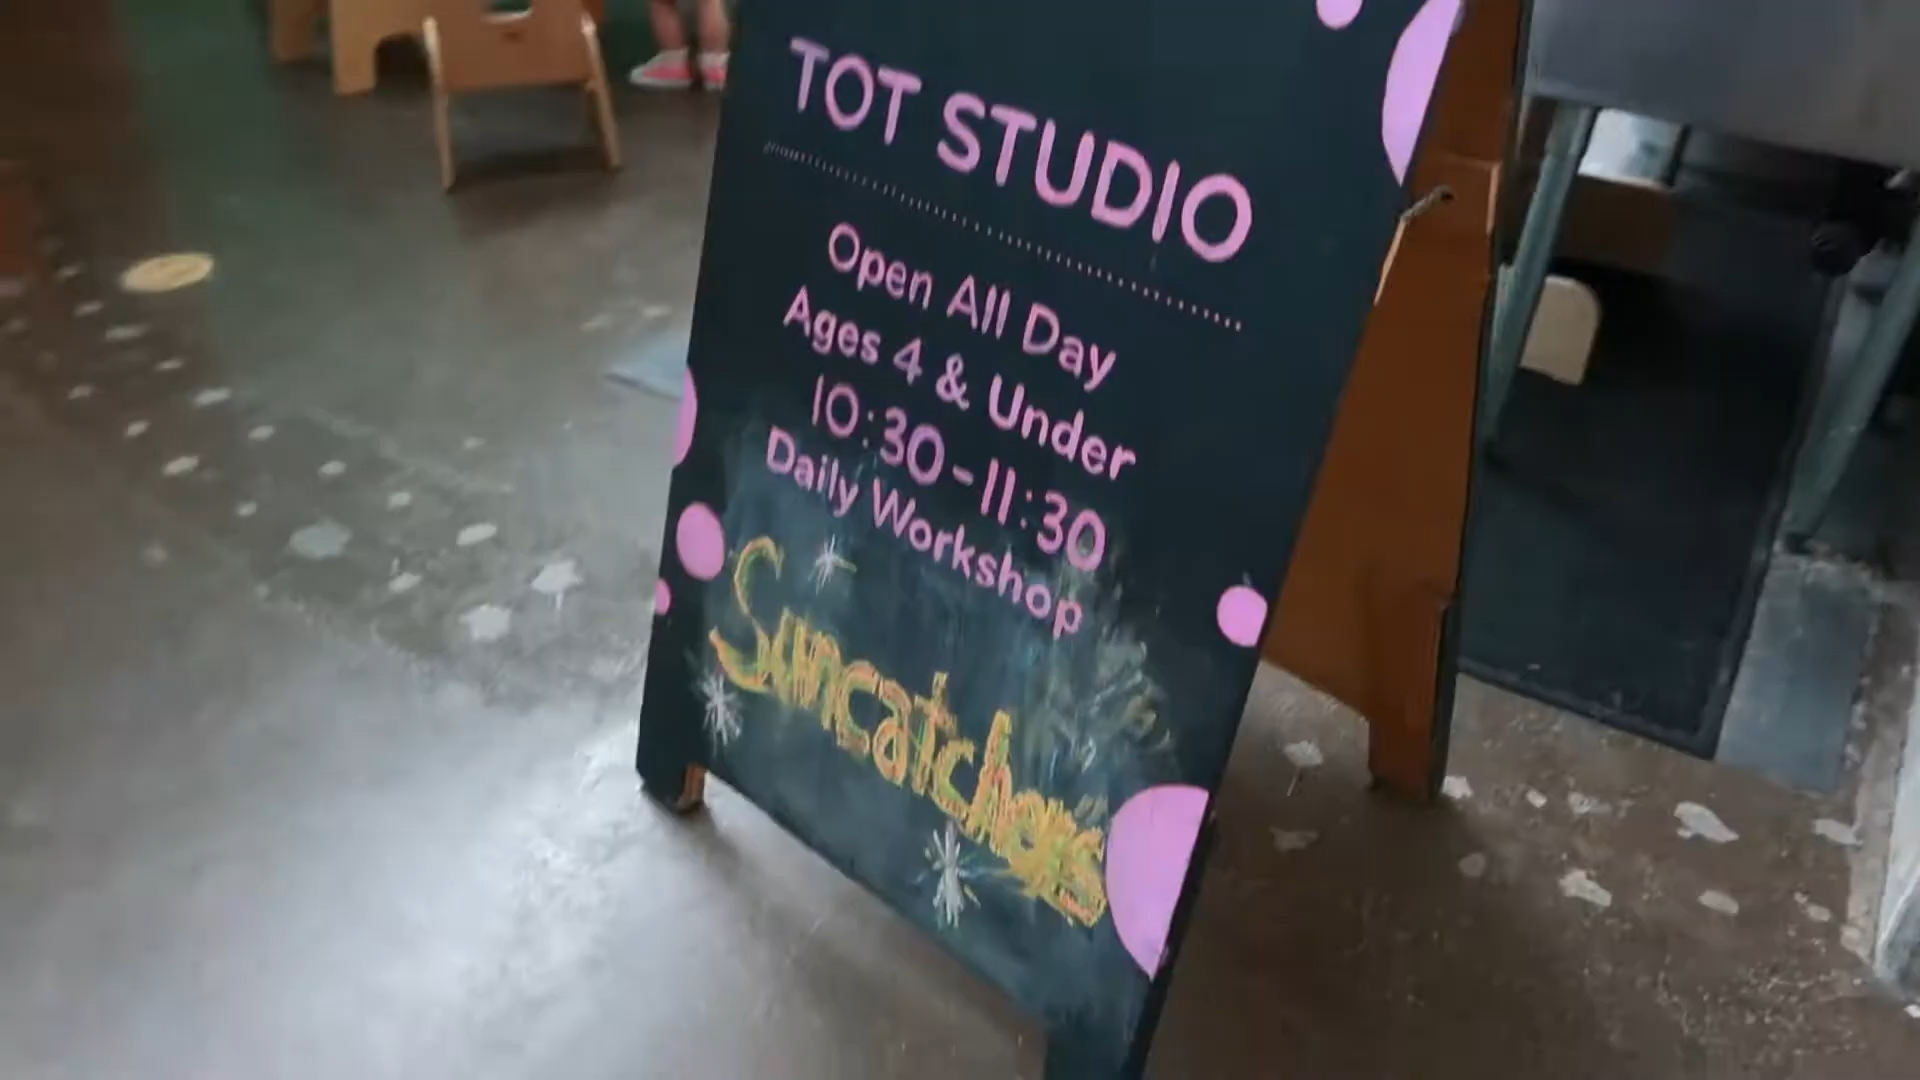 TOT STUDIO
Open All Day
Ages 4 & Under
10:30-11:30
Daily Workshop
Suncatchers